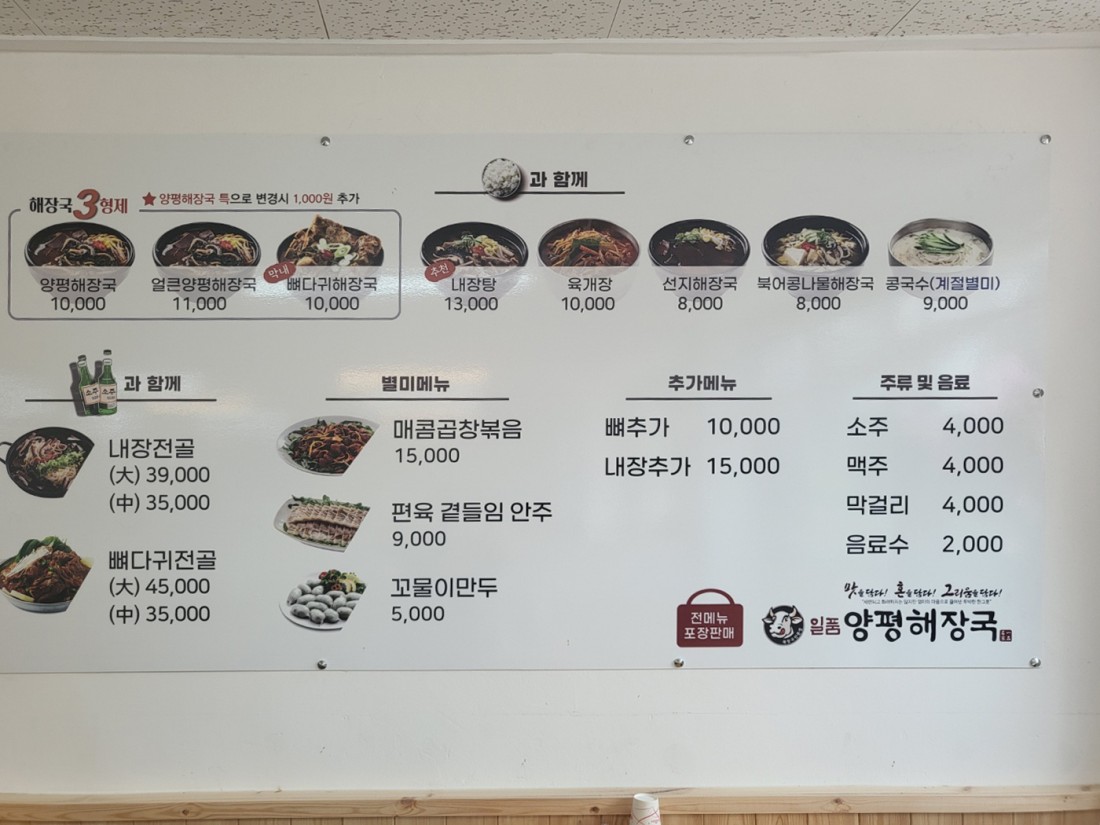 과 함께
해장국 3형제 ★양평해장국 특으로 변경시 1,000원 추가
양평해장국 얼큰양평해장국 막내 뼈다귀해장국 추천 내장탕 육개장 선지해장국 북어콩나물해장국 콩국수(계절별미)
10,000 11,000 10,000 13,000 10,000 8,000 8,000 9,000
소주 과 함께
내장전골
(大) 39,000
(中) 35,000
뼈다귀전골
(大) 45,000
(中) 35,000
별미메뉴
매콤곱창볶음
15,000
편육 곁들임 안주
9,000
꼬물이만두
5,000
추가메뉴
뼈추가 10,000
내장추가 15,000
주류 및 음료
소주 4,000
맥주 4,000
막걸리 4,000
음료수 2,000
전메뉴
포장판매
맛을 담다! 혼을 담다! 그리움을 담다!
일품 양평해장국